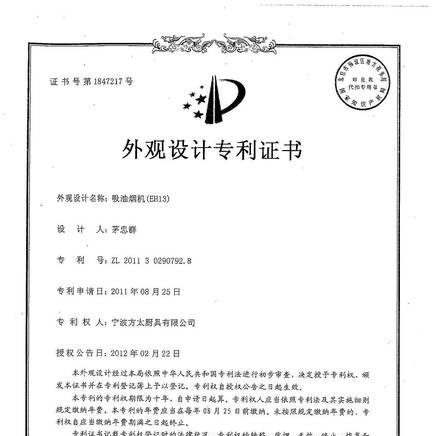 证书号第1847217号
外观设计专利证书
外观设计名称：吸油烟机(EH13)
设 计 人：茅忠群
专 利 号：ZL 2011 3 0290792.8
专利申请日：2011年08月25日
专 利 权 人：宁波方太厨具有限公司
授权公告日：2012年02月22日
本外观设计经过本局依照中华人民共和国专利法进行初步审查，决定授予专利权，颁
发本证书并在专利登记簿上予以登记。专利权自授权公告之日起生效。
本专利的专利权期限为十年，自申请日起算。专利权人应当依照专利法及其实施细则
规定缴纳年费。本专利的年费应当在每年08月25日前缴纳。未按照规定缴纳年费的，专
利权自应当缴纳年费期满之日起终止。